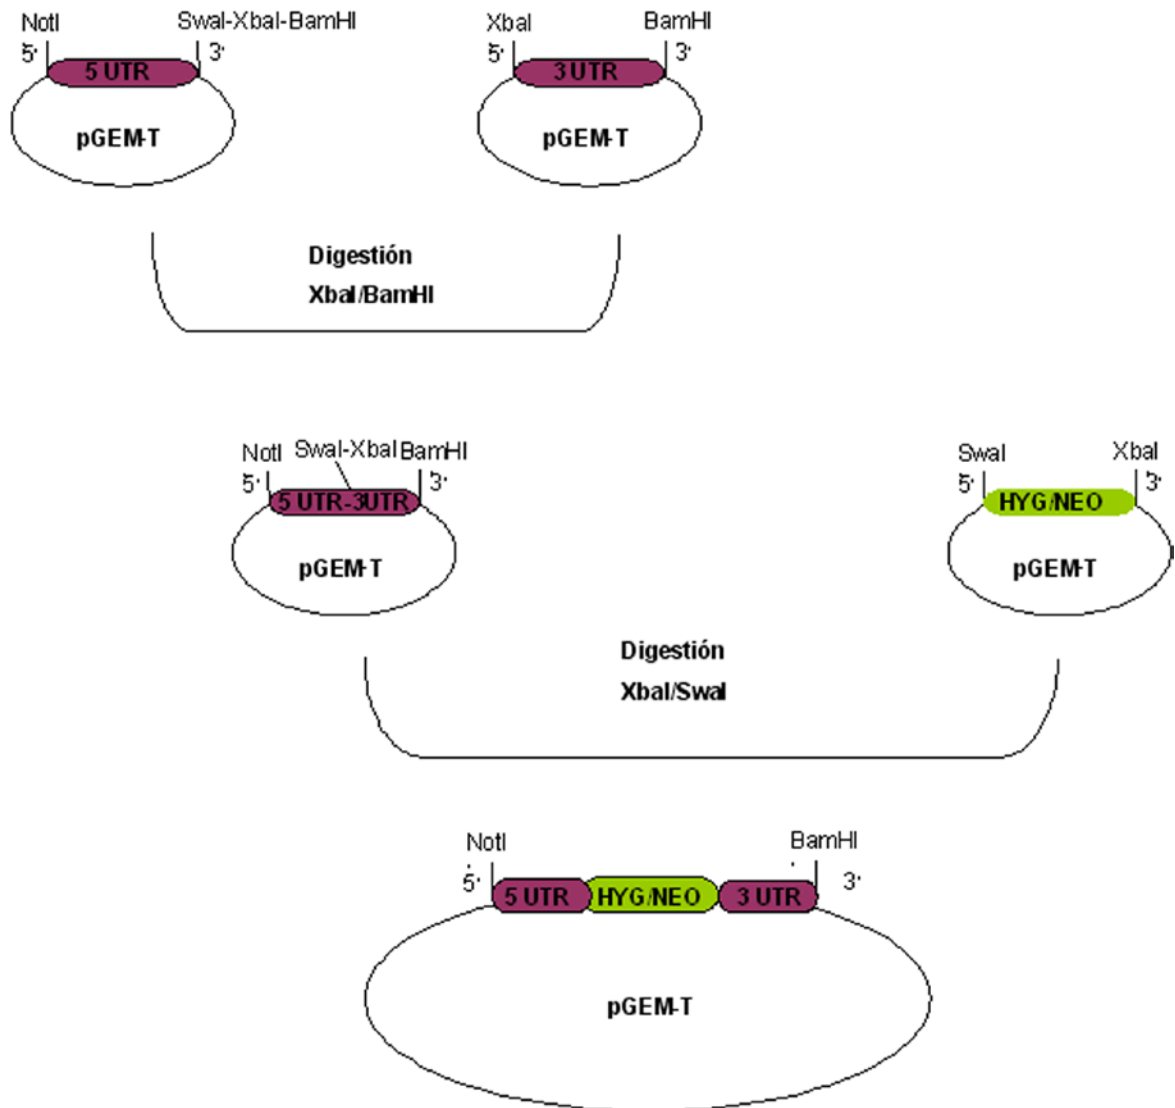 NotI SwaI-XbaI-BamHI XbaI BamHI
5' 3' 5' 3'
5 UTR 3 UTR
pGEM-T pGEM-T
Digestión
XbaI/BamHI
NotI SwaI-XbaI BamHI SwaI XbaI
5' 3' 5' 3'
5 UTR-3UTR HYG/NEO
pGEM-T pGEM-T
Digestión
XbaI/SwaI
NotI BamHI
5' 3'
5 UTR HYG/NEO 3 UTR
pGEM-T